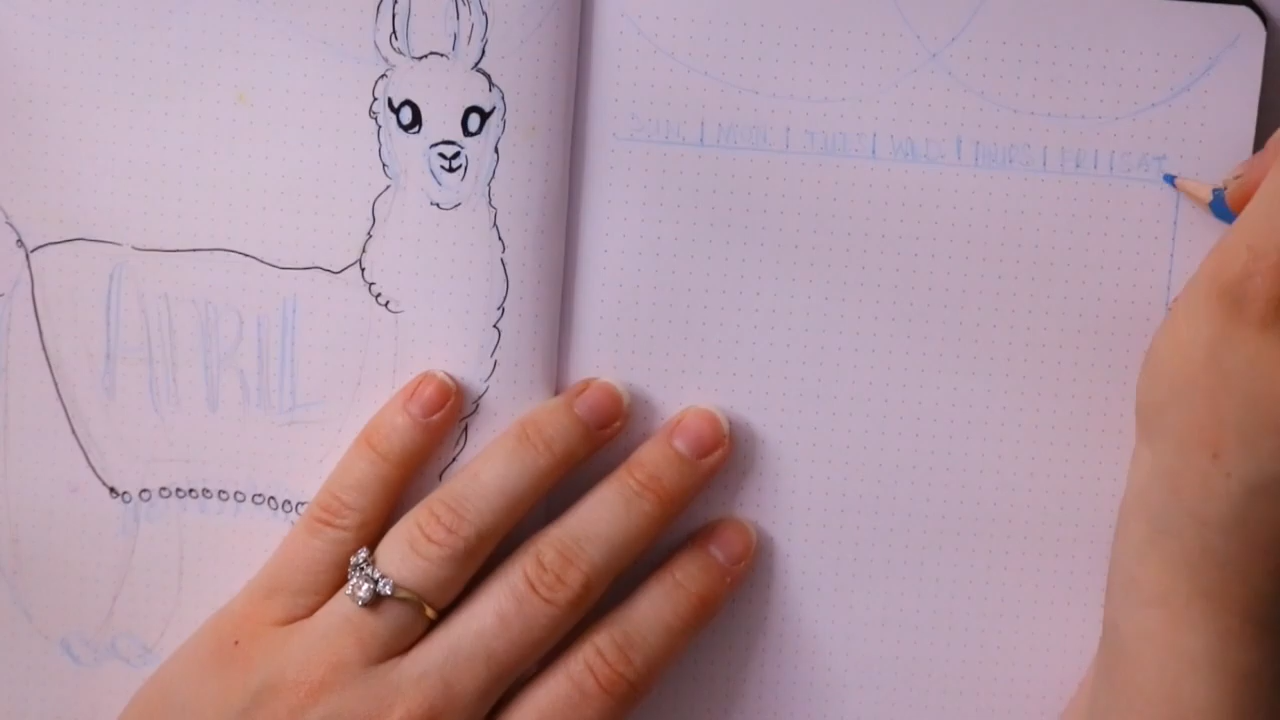 SUN. | MON. | TUES | WED. | THURS | FRI | SAT
APRIL